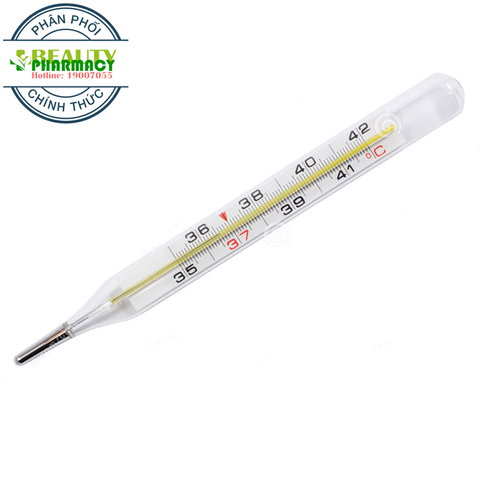 PHÂN PHỐI
BEAUTY
PHARMACY
Hotline: 19007055
CHÍNH THỨC
35 36 37 38 39 40 41 42 °C